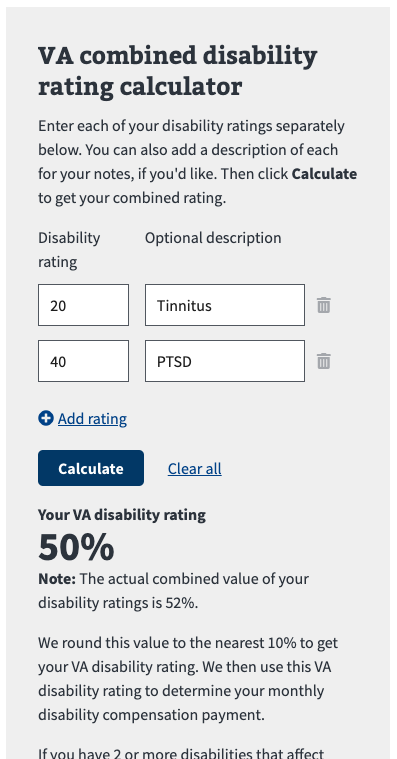 VA combined disability
rating calculator
Enter each of your disability ratings separately
below. You can also add a description of each
for your notes, if you'd like. Then click Calculate
to get your combined rating.
Disability rating
Optional description
20
Tinnitus
40
PTSD
Add rating
Calculate
Clear all
Your VA disability rating
50%
Note: The actual combined value of your
disability ratings is 52%.
We round this value to the nearest 10% to get
your VA disability rating. We then use this VA
disability rating to determine your monthly
disability compensation payment.
If you have 2 or more disabilities that affect